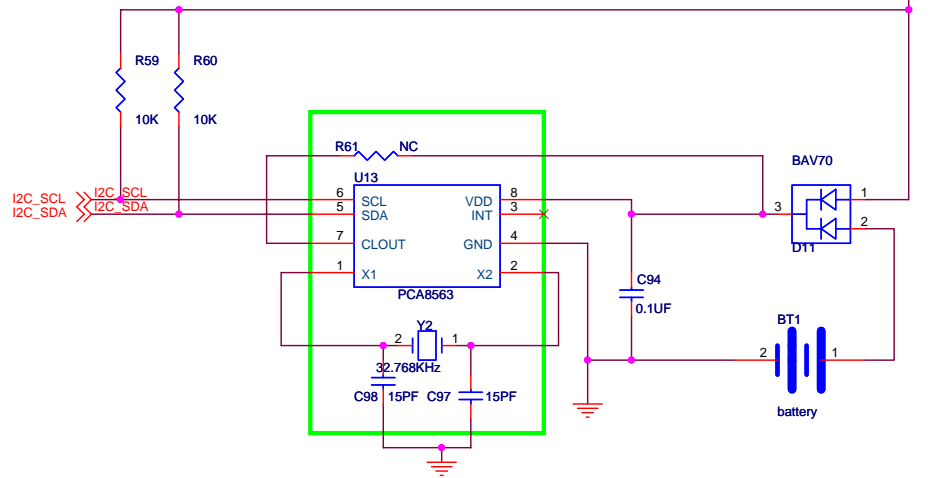 R59 R60
10K 10K
R61 NC
BAV70
U13
I2C_SCL I2C_SCL 6 SCL VDD 8 3 1
I2C_SDA I2C_SDA 5 SDA INT 3 2
7 CLOUT GND 4 D11
1 X1 X2 2
PCA8563
C94
0.1UF
Y2
2 1
BT1
2 1
32.768KHz
C98 15PF C97 15PF
battery